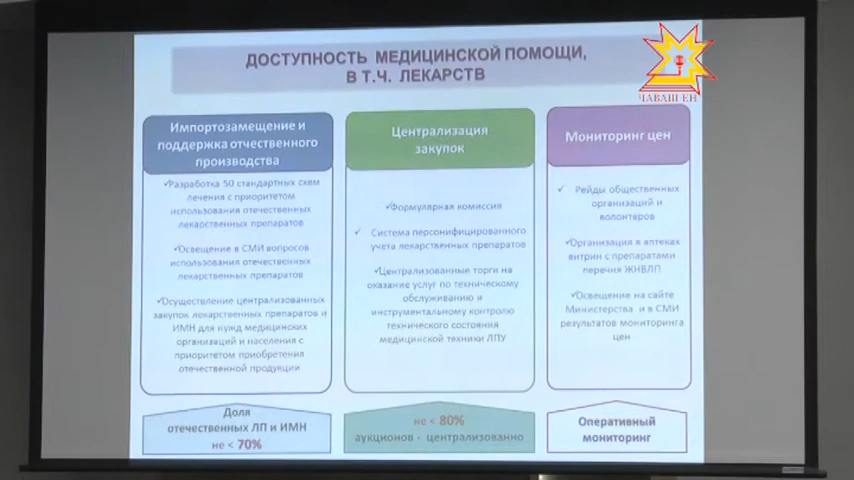 ДОСТУПНОСТЬ МЕДИЦИНСКОЙ ПОМОЩИ,
В Т.Ч. ЛЕКАРСТВ
ЧĂВАШ ЕН
Импортозамещение и
поддержка отчественного
производства
✓Разработка 50 стандартных схем
лечения с приоритетом
использования отечественных
лекарственных препаратов
✓Освещение в СМИ вопросов
использования отечественных
лекарственных препаратов
✓Осуществление централизованных
закупок лекарственных препаратов и
ИМН для нужд медицинских
организаций и населения с
приоритетом приобретения
отечественной продукции
Доля
отечественных ЛП и ИМН
не < 70%
Централизация
закупок
✓Формулярная комиссия
✓ Система персонифицированного
учета лекарственных препаратов
✓Централизованные торги на
оказание услуг по техническому
обслуживанию и
инструментальному контролю
технического состояния
медицинской техники ЛПУ
не < 80%
аукционов - централизованно
Мониторинг цен
✓ Рейды общественных
организаций и
волонтеров
✓Организация в аптеках
витрин с препаратами
перечня ЖНВЛП
✓Освещение на сайте
Министерства и в СМИ
результатов мониторинга
цен
Оперативный
мониторинг